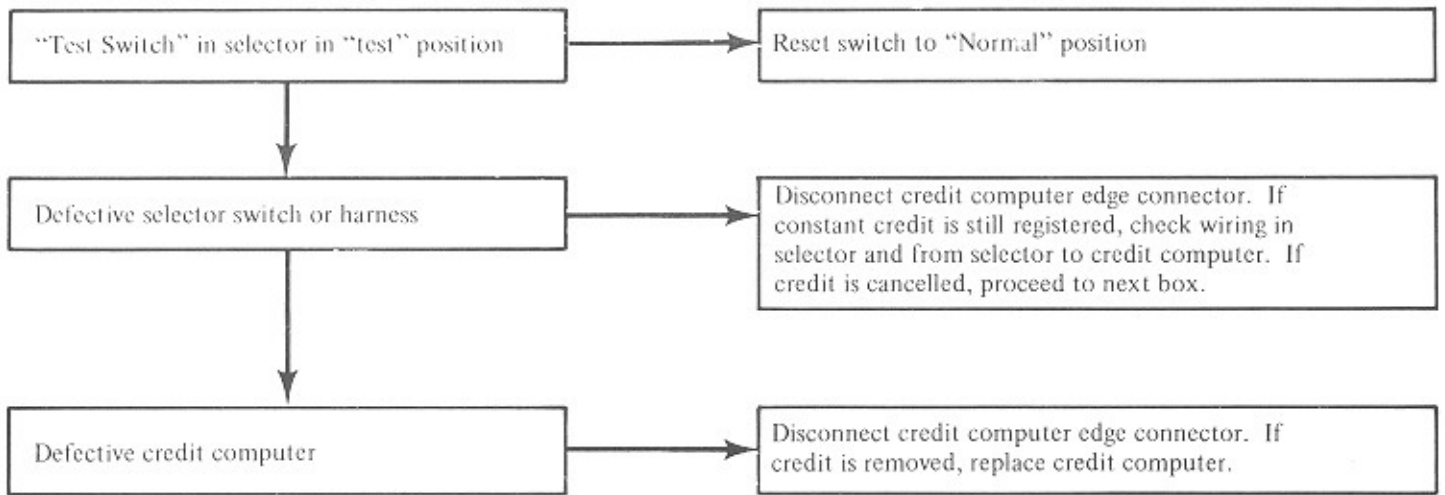 “Test Switch” in selector in “test” position
Reset switch to “Normal” position
Defective selector switch or harness
Disconnect credit computer edge connector. If
constant credit is still registered, check wiring in
selector and from selector to credit computer. If
credit is cancelled, proceed to next box.
Defective credit computer
Disconnect credit computer edge connector. If
credit is removed, replace credit computer.